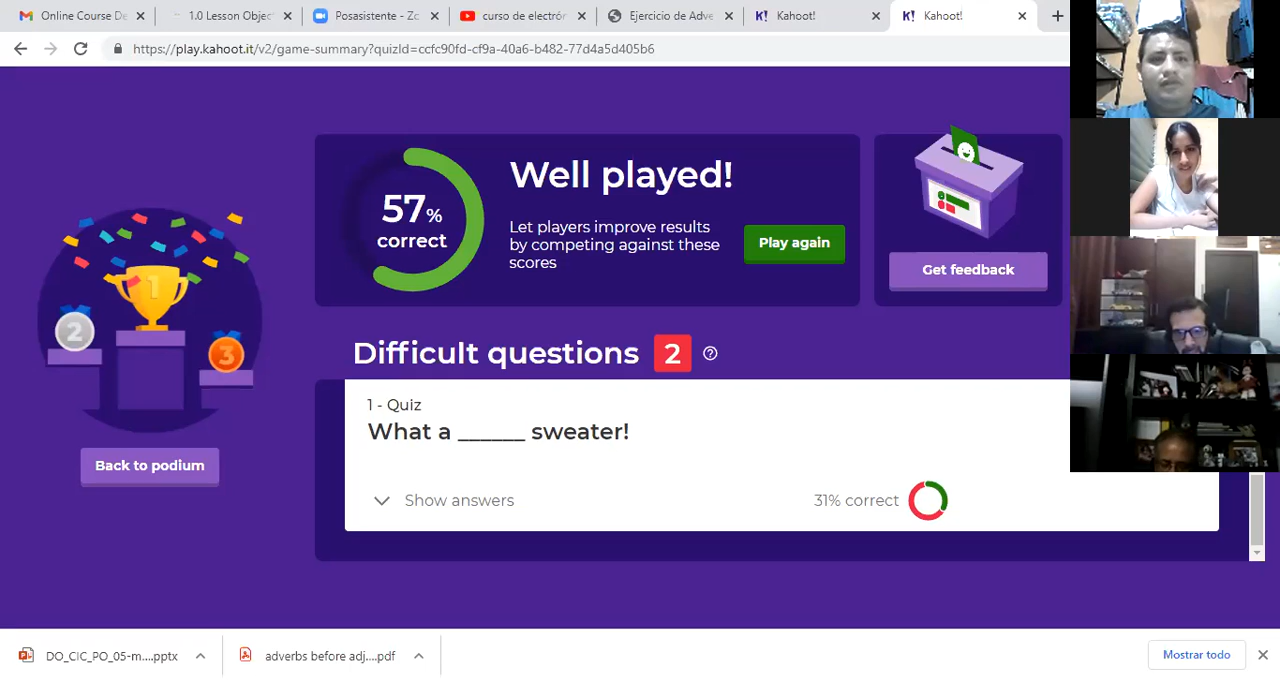 Online Course De
1.0 Lesson Objec
Posasistente - Zo
curso de electrór
Ejercicio de Adve
Kahoot!
Kahoot!
https://play.kahoot.it/v2/game-summary?quizId=ccfc90fd-cf9a-40a6-b482-77d4a5d405b6
57%
correct
Well played!
Let players improve results
by competing against these
scores
Play again
Get feedback
1
2
3
Back to podium
Difficult questions 2
1 - Quiz
What a ______ sweater!
Show answers
31% correct
DO_CIC_PO_05-m....pptx
adverbs before adj....pdf
Mostrar todo